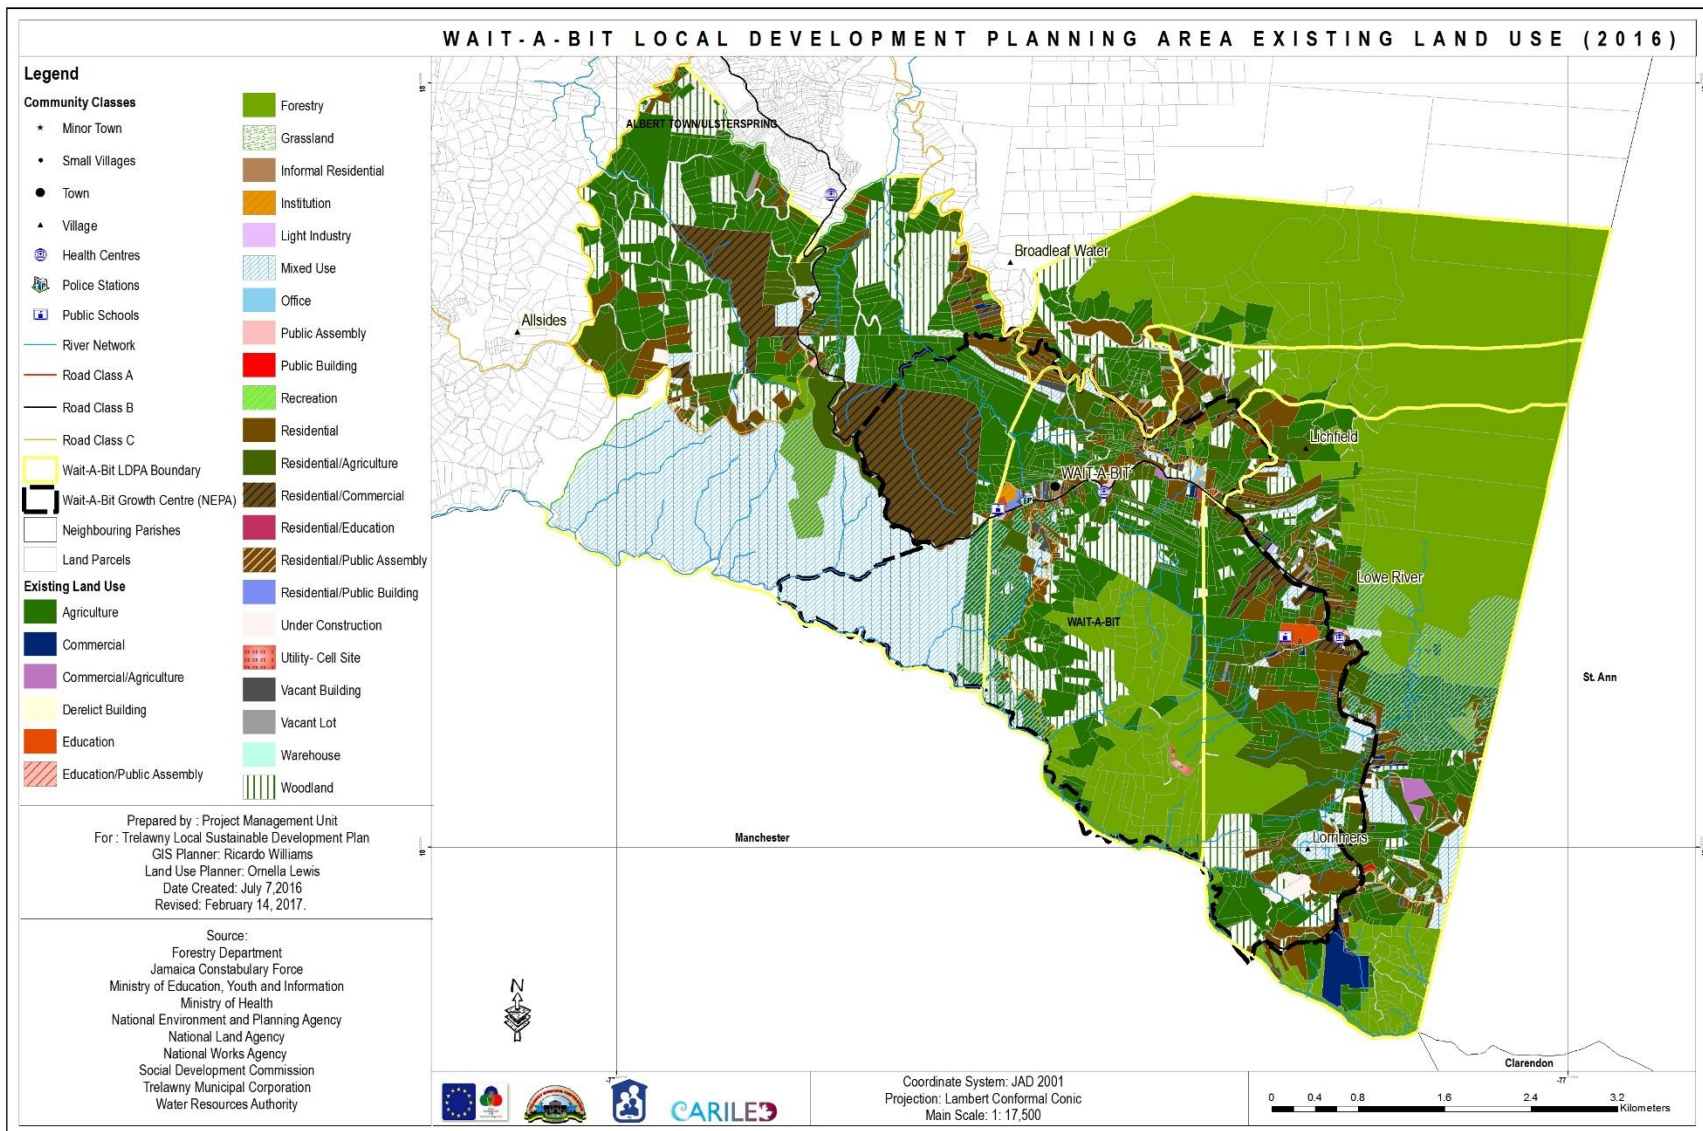 WAIT-A-BIT LOCAL DEVELOPMENT PLANNING AREA EXISTING LAND USE (2016)
Legend
Community Classes
Minor Town
Small Villages
Town
Village
Health Centres
Police Stations
Public Schools
River Network
Road Class A
Road Class B
Road Class C
Wait-A-Bit LDPA Boundary
Wait-A-Bit Growth Centre (NEPA)
Neighbouring Parishes
Land Parcels
Existing Land Use
Agriculture
Commercial
Commercial/Agriculture
Derelict Building
Education
Education/Public Assembly
Forestry
Grassland
Informal Residential
Institution
Light Industry
Mixed Use
Office
Public Assembly
Public Building
Recreation
Residential
Residential/Agriculture
Residential/Commercial
Residential/Education
Residential/Public Assembly
Residential/Public Building
Under Construction
Utility- Cell Site
Vacant Building
Vacant Lot
Warehouse
Woodland
Prepared by : Project Management Unit
For : Trelawny Local Sustainable Development Plan
GIS Planner: Ricardo Williams
Land Use Planner: Ornella Lewis
Date Created: July 7,2016
Revised: February 14, 2017.
Source:
Forestry Department
Jamaica Constabulary Force
Ministry of Education, Youth and Information
Ministry of Health
National Environment and Planning Agency
National Land Agency
National Works Agency
Social Development Commission
Trelawny Municipal Corporation
Water Resources Authority
ALBERT TOWN/ULSTERSPRING
Broadleaf Water
Allsides
Lichfield
WAIT-A-BIT
Lowe River
WAIT-A-BIT
St. Ann
Manchester
Lorrimers
Clarendon
N
CARILED
Coordinate System: JAD 2001
Projection: Lambert Conformal Conic
Main Scale: 1: 17,500
0 0.4 0.8 1.6 2.4 3.2
Kilometers